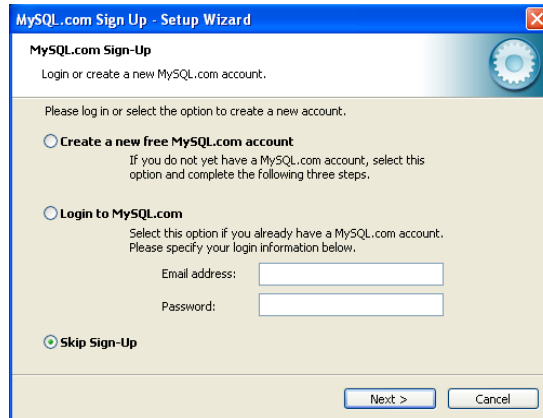 MySQL.com Sign Up - Setup Wizard
MySQL.com Sign-Up
Login or create a new MySQL.com account.
Please log in or select the option to create a new account.
Create a new free MySQL.com account
If you do not yet have a MySQL.com account, select this
option and complete the following three steps.
Login to MySQL.com
Select this option if you already have a MySQL.com account.
Please specify your login information below.
Email address:
Password:
Skip Sign-Up
Next >
Cancel